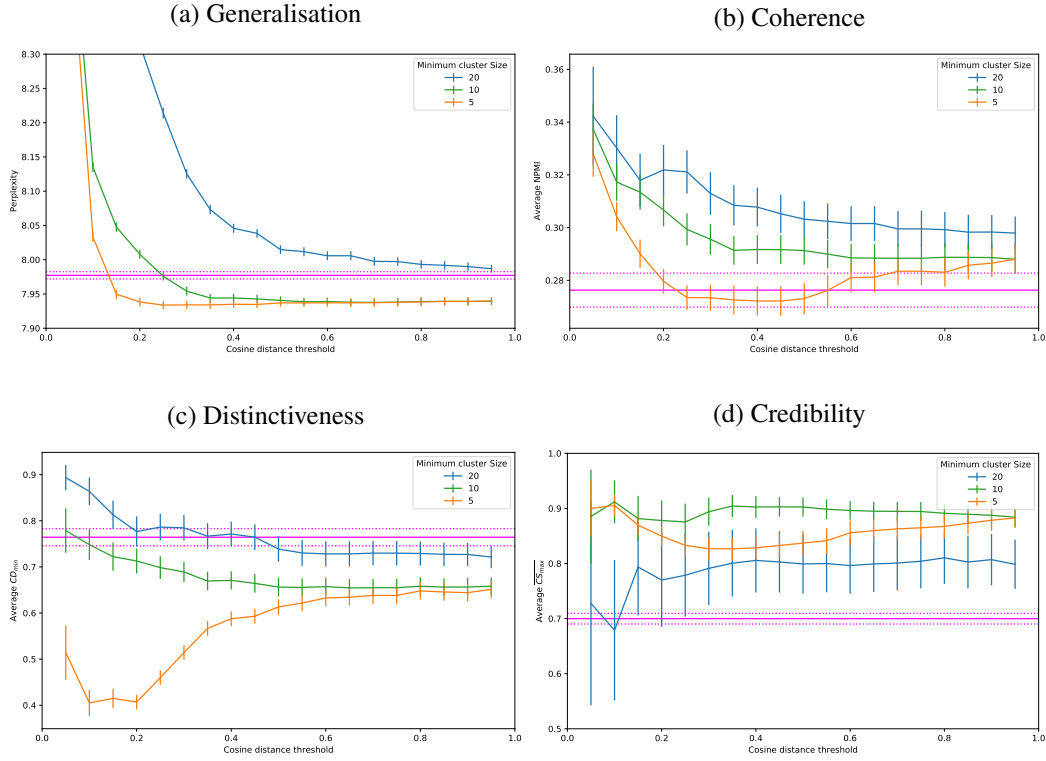 (a) Generalisation
8.30
8.25
8.20
8.15
8.10
8.05
8.00
7.95
7.90
Perplexity
0.0 0.2 0.4 0.6 0.8 1.0
Cosine distance threshold
Minimum cluster Size
20
10
5
(b) Coherence
0.36
0.34
0.32
0.30
0.28
Average NPMI
0.0 0.2 0.4 0.6 0.8 1.0
Cosine distance threshold
Minimum cluster Size
20
10
5
(c) Distinctiveness
0.9
0.8
0.7
0.6
0.5
0.4
Average CDmin
0.0 0.2 0.4 0.6 0.8 1.0
Cosine distance threshold
Minimum cluster Size
20
10
5
(d) Credibility
1.0
0.9
0.8
0.7
0.6
0.5
Average CSmax
0.0 0.2 0.4 0.6 0.8 1.0
Cosine distance threshold
Minimum cluster Size
20
10
5